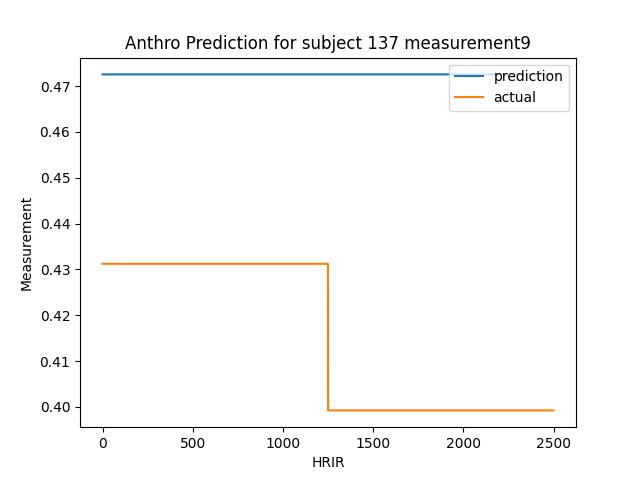 Anthro Prediction for subject 137 measurement9
prediction
actual
0.47
0.46
0.45
0.44
0.43
0.42
0.41
0.40
Measurement
0
500
1000
1500
2000
2500
HRIR